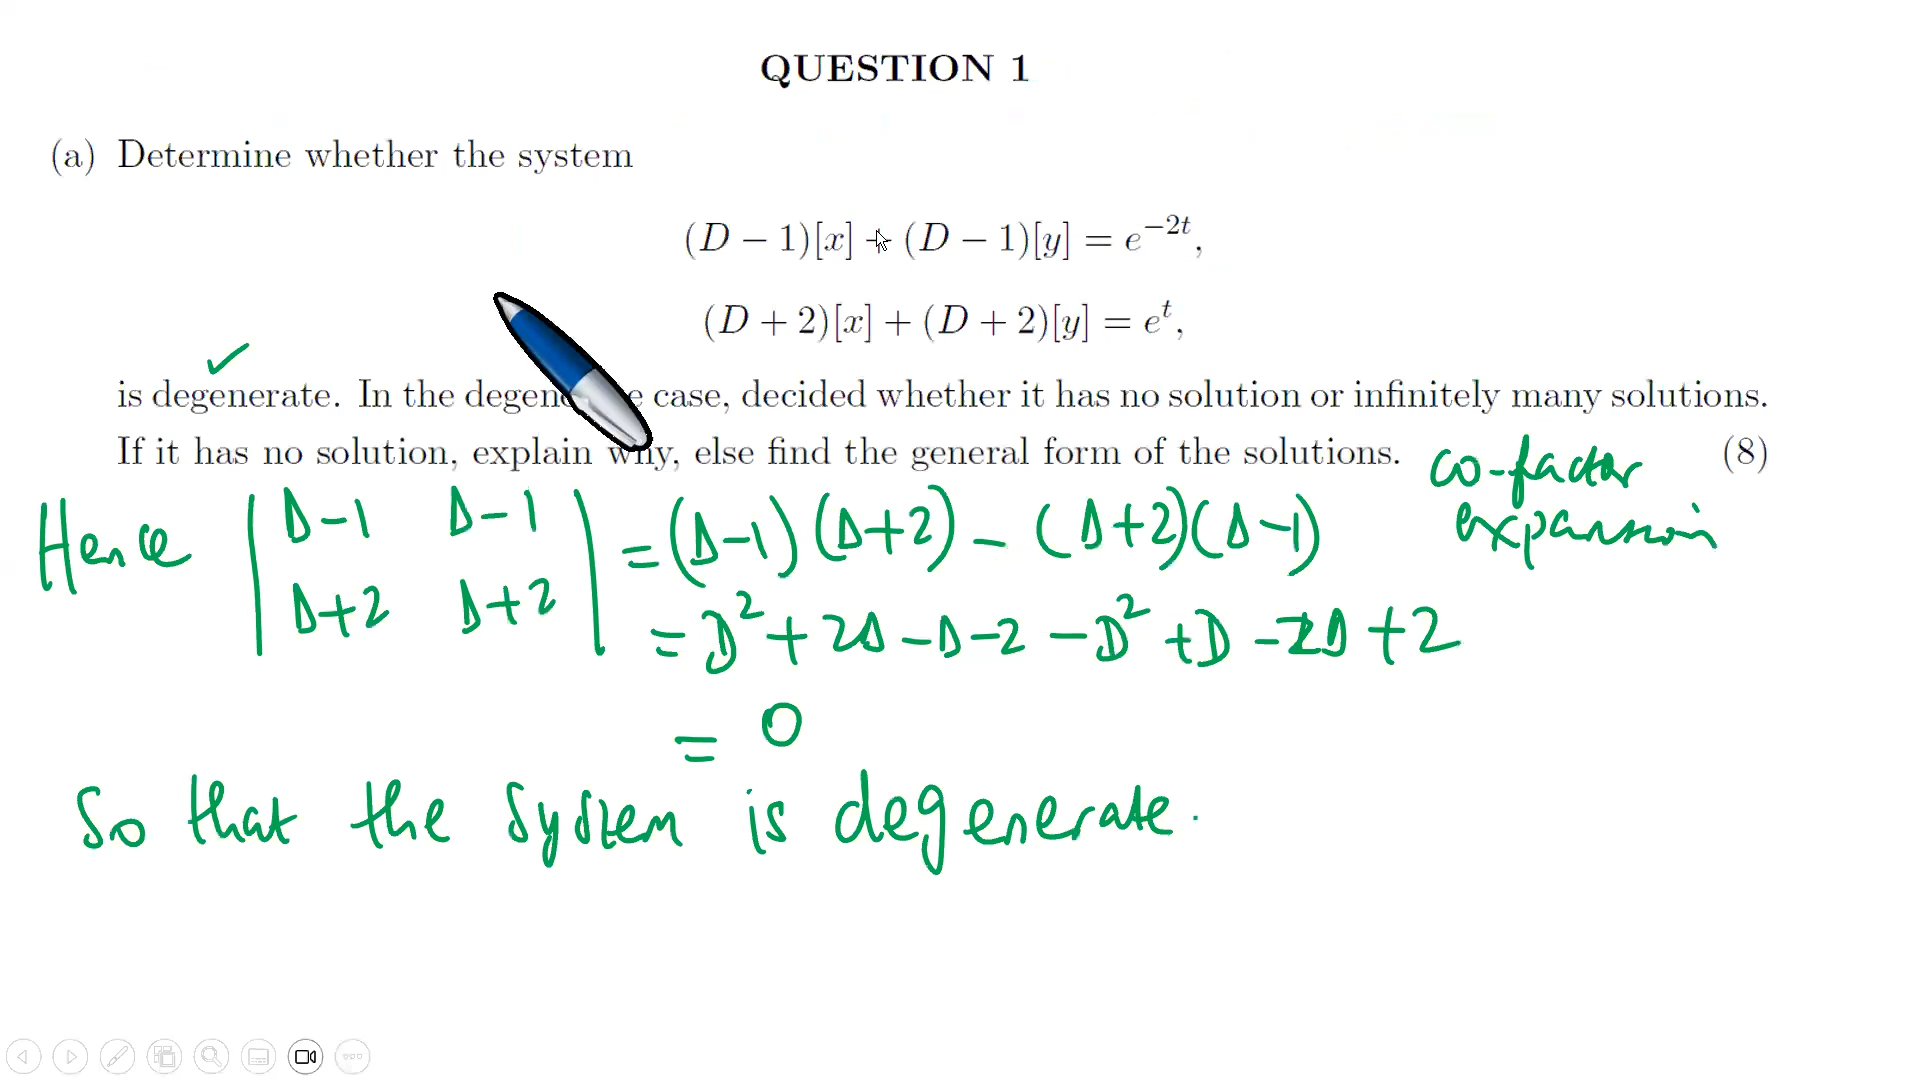 QUESTION 1
(a) Determine whether the system
(D − 1)[x] + (D − 1)[y] = e^{−2t},
(D + 2)[x] + (D + 2)[y] = e^{t},
is degenerate. In the degene e case, decided whether it has no solution or infinitely many solutions.
If it has no solution, explain why, else find the general form of the solutions. (8)
co-factor
expansion
Hence | D-1 D-1 | = (D-1)(D+2) - (D+2)(D-1)
| D+2 D+2 | = D² + 2D - D - 2 - D² + D - 2D + 2
= 0
So that the system is degenerate.